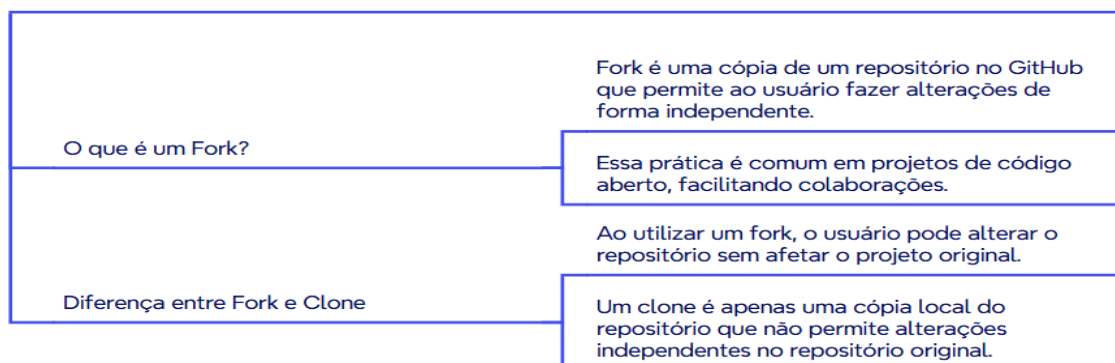 O que é um Fork?
Fork é uma cópia de um repositório no GitHub
que permite ao usuário fazer alterações de
forma independente.
Essa prática é comum em projetos de código
aberto, facilitando colaborações.
Diferença entre Fork e Clone
Ao utilizar um fork, o usuário pode alterar o
repositório sem afetar o projeto original.
Um clone é apenas uma cópia local do
repositório que não permite alterações
independentes no repositório original.